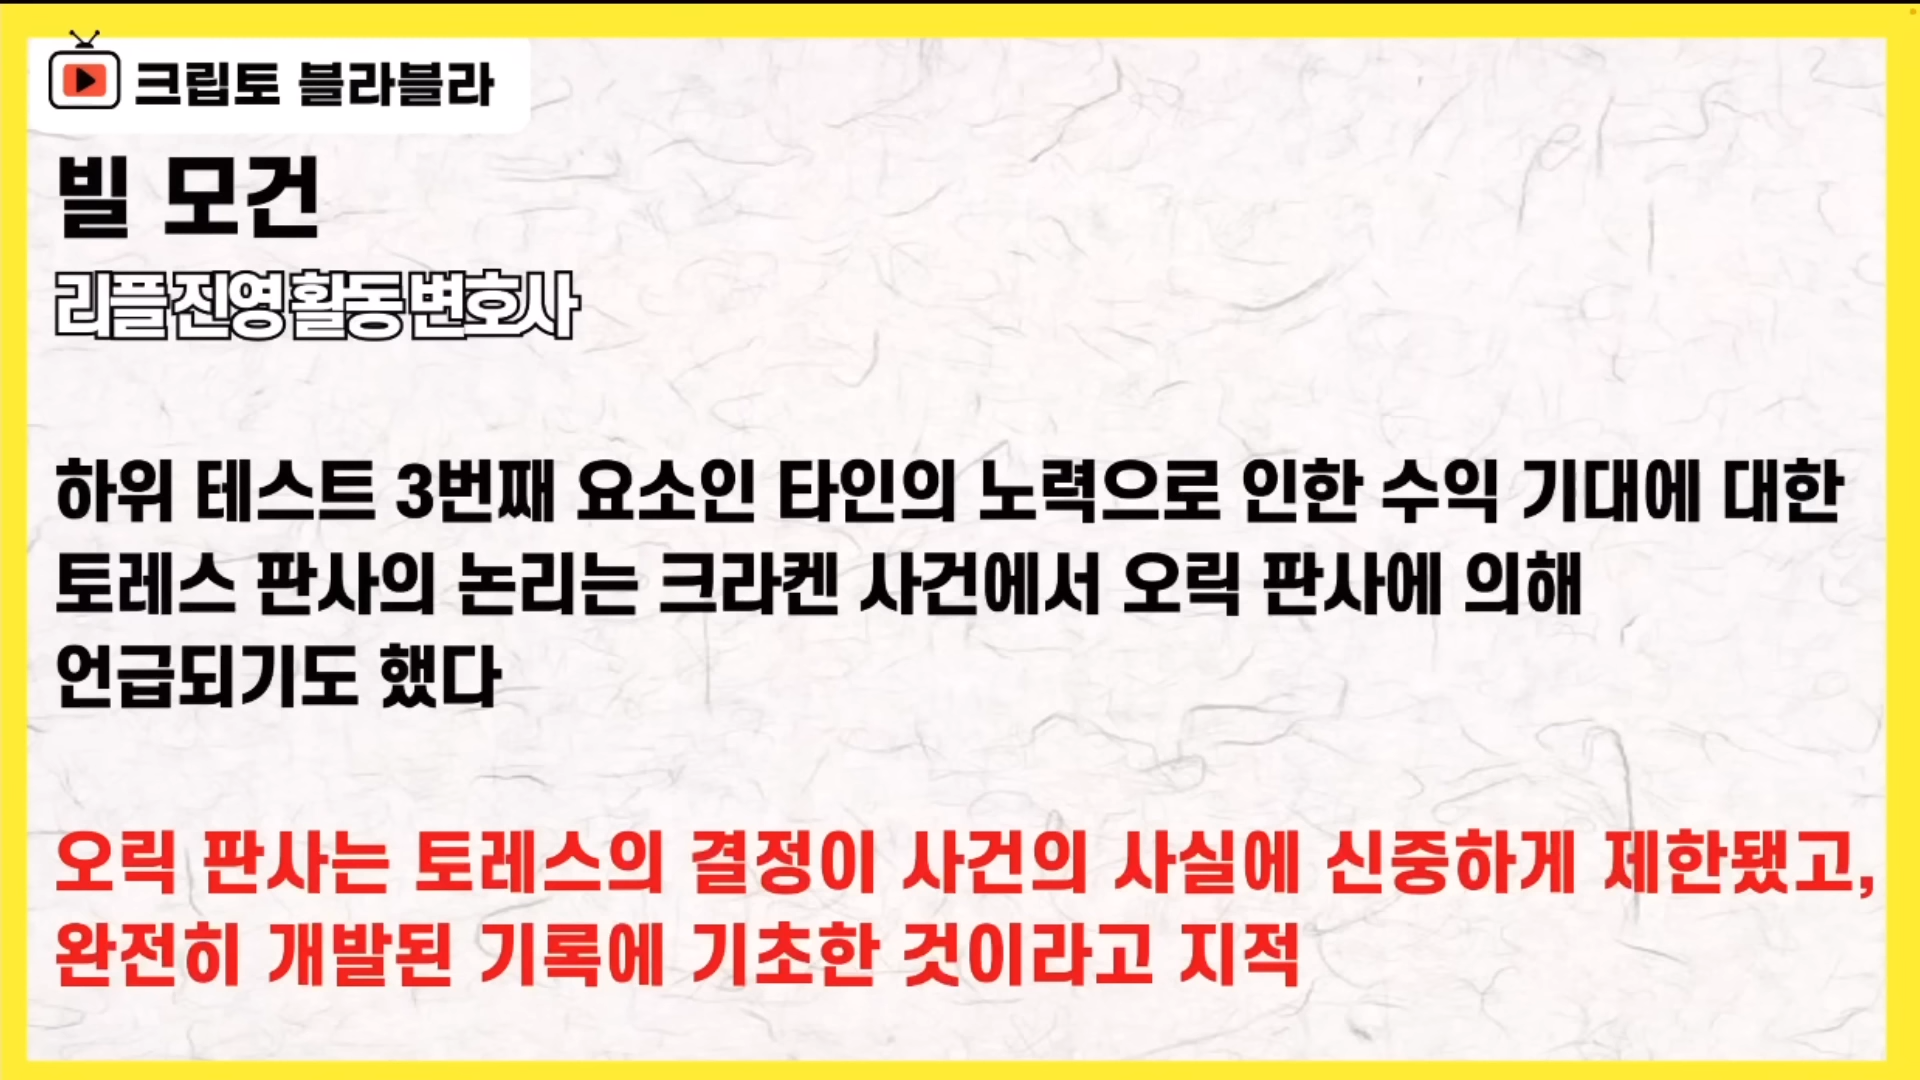 크립토 블라블라
빌 모건
리플 진영 활동 변호사
하위 테스트 3번째 요소인 타인의 노력으로 인한 수익 기대에 대한
토레스 판사의 논리는 크라켄 사건에서 오릭 판사에 의해
언급되기도 했다
오릭 판사는 토레스의 결정이 사건의 사실에 신중하게 제한됐고,
완전히 개발된 기록에 기초한 것이라고 지적